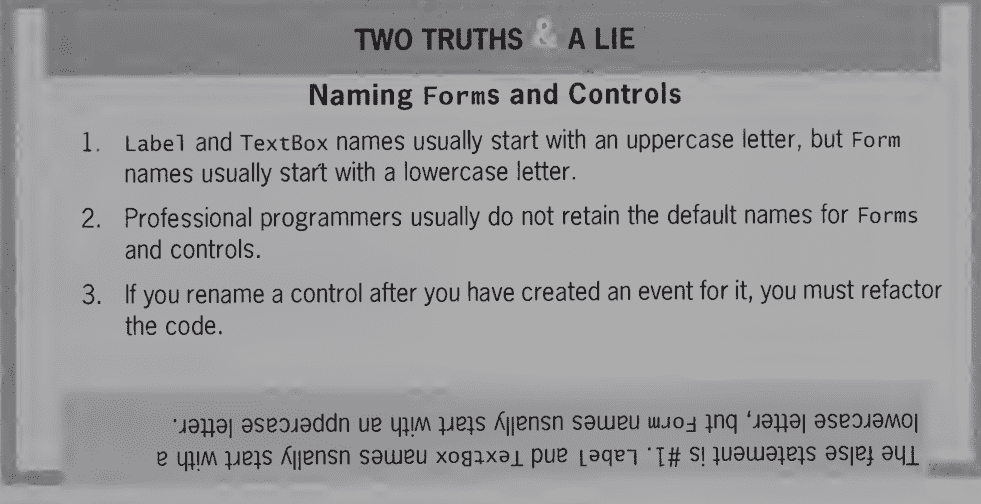 TWO TRUTHS & A LIE
Naming Forms and Controls
1. Label and TextBox names usually start with an uppercase letter, but Form
names usually start with a lowercase letter.
2. Professional programmers usually do not retain the default names for Forms
and controls.
3. If you rename a control after you have created an event for it, you must refactor
the code.
The false statement is #1. Label and TextBox names usually start with a
lowercase letter, but Form names usually start with an uppercase letter.